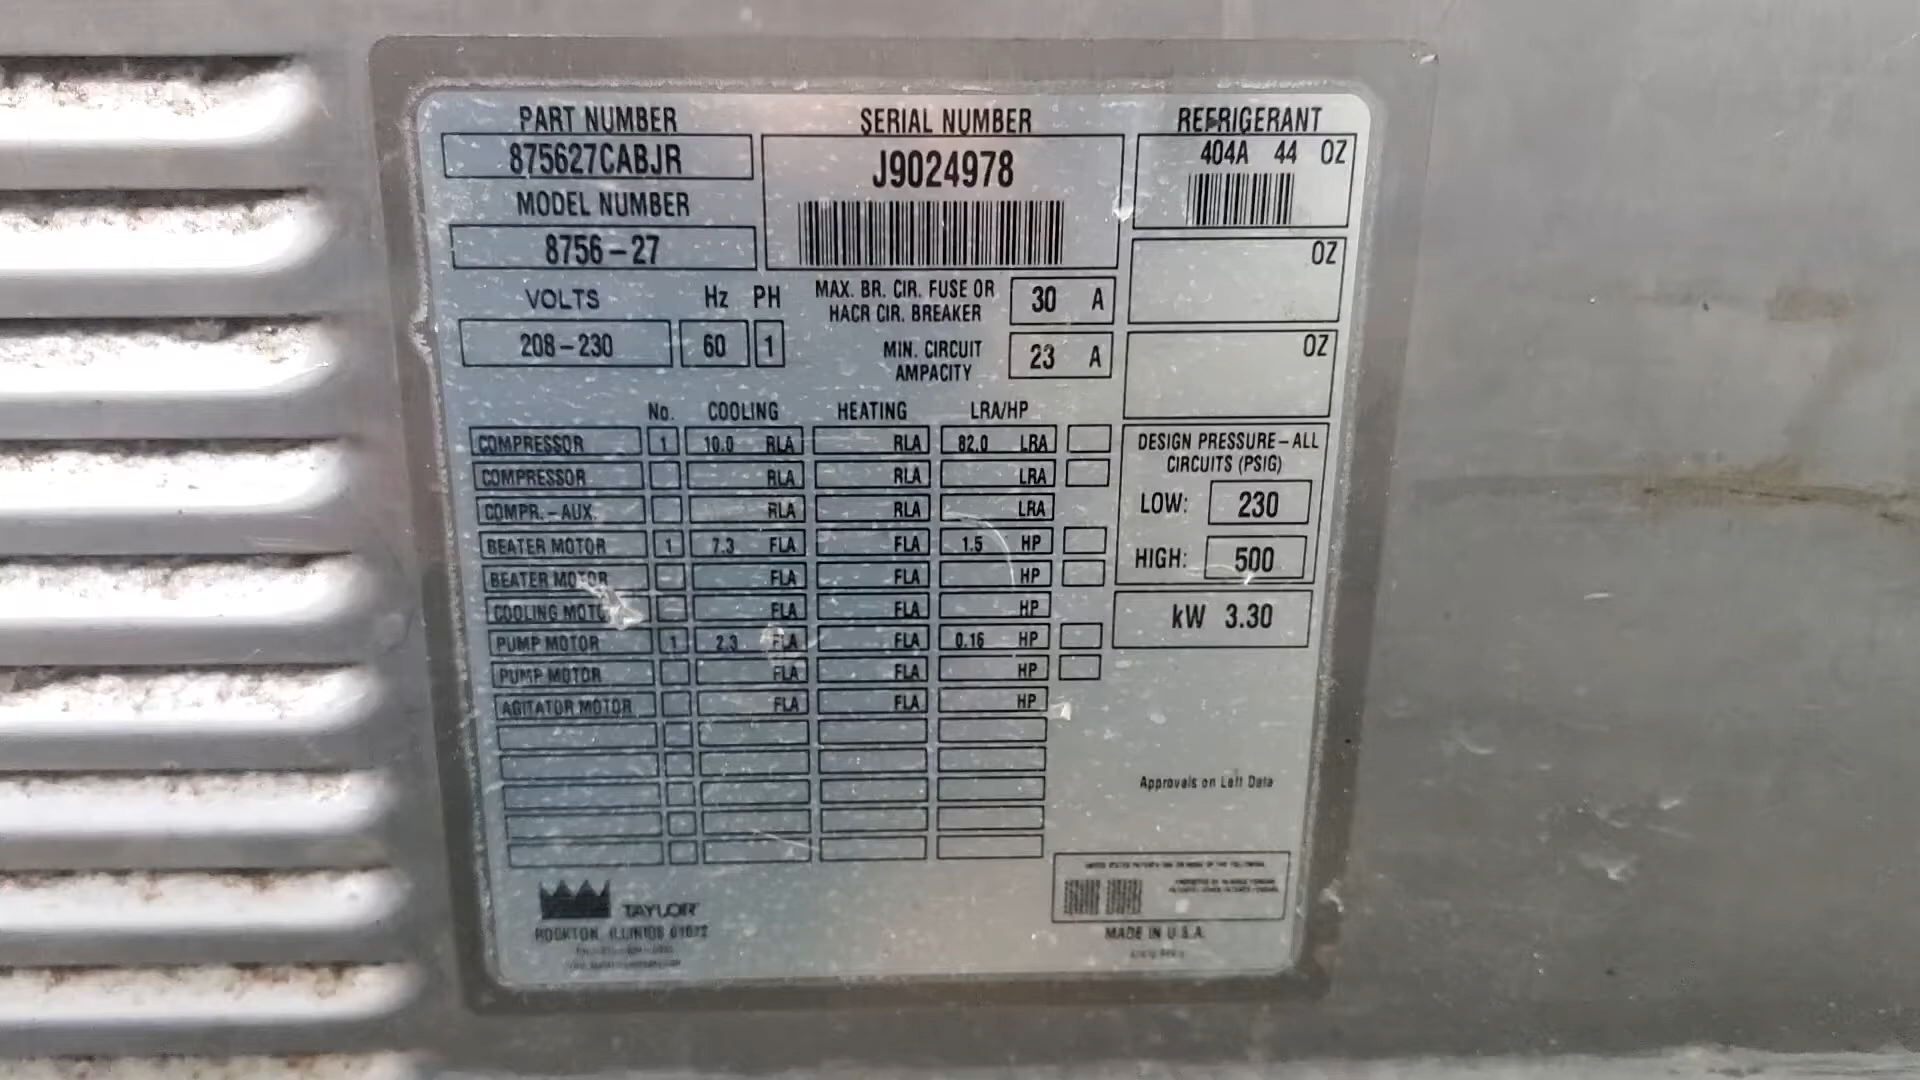 PART NUMBER
875627CABJR
MODEL NUMBER
8756-27
VOLTS Hz PH
208-230 60 1
SERIAL NUMBER
J9024978
MAX. BR. CIR. FUSE OR
HACR CIR. BREAKER
30 A
MIN. CIRCUIT
AMPACITY
23 A
REFRIGERANT
404A 44 OZ
OZ
OZ
No. COOLING HEATING LRA/HP
COMPRESSOR 1 10.0 RLA RLA 82.0 LRA
COMPRESSOR RLA RLA LRA
COMPR.-AUX. RLA RLA LRA
BEATER MOTOR 1 7.3 FLA FLA 1.5 HP
BEATER MOTOR FLA FLA HP
COOLING MOTO FLA FLA HP
PUMP MOTOR 1 2.3 FLA FLA 0.16 HP
PUMP MOTOR FLA FLA HP
AGITATOR MOTOR FLA FLA HP
DESIGN PRESSURE-ALL
CIRCUITS (PSIG)
LOW: 230
HIGH: 500
kW 3.30
Approvals on Left Data
TAYLOR
ROCKTON, ILLINOIS 61072
MADE IN U.S.A.